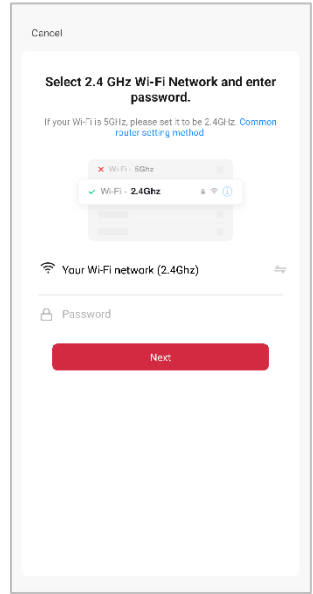 Cancel
Select 2.4 GHz Wi-Fi Network and enter
password.
If your Wi-Fi is 5GHz, please set it to be 2.4GHz. Common
router setting method
Wi-Fi - 5Ghz
Wi-Fi - 2.4Ghz
Your Wi-Fi network (2.4Ghz)
Password
Next